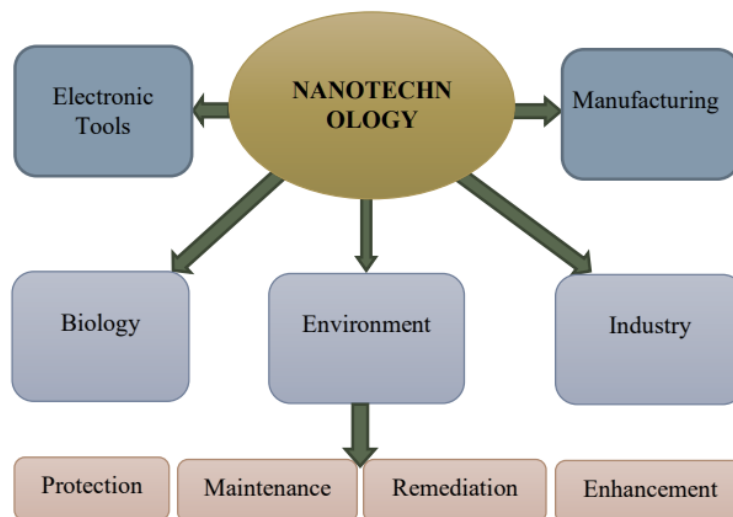 Electronic
Tools
NANOTECHN
OLOGY
Manufacturing
Biology
Environment
Industry
Protection
Maintenance
Remediation
Enhancement